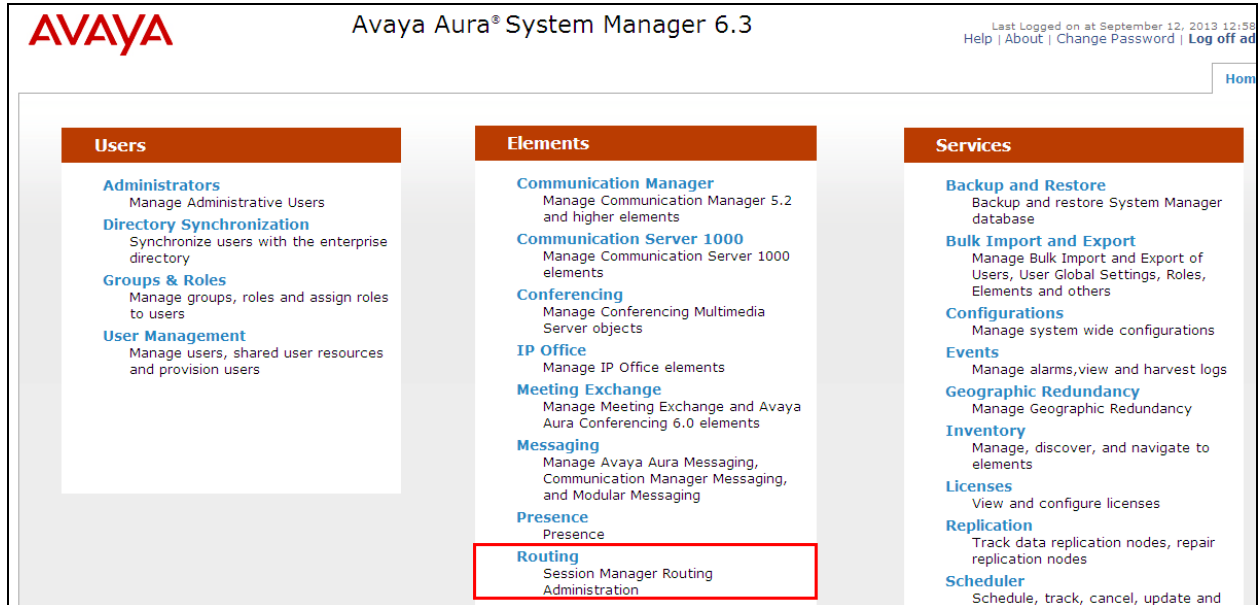 AVAYA
Avaya Aura® System Manager 6.3
Last Logged on at September 12, 2013 12:58
Help | About | Change Password | Log off ad
Hom
Users
Administrators
Manage Administrative Users
Directory Synchronization
Synchronize users with the enterprise
directory
Groups & Roles
Manage groups, roles and assign roles
to users
User Management
Manage users, shared user resources
and provision users
Elements
Communication Manager
Manage Communication Manager 5.2
and higher elements
Communication Server 1000
Manage Communication Server 1000
elements
Conferencing
Manage Conferencing Multimedia
Server objects
IP Office
Manage IP Office elements
Meeting Exchange
Manage Meeting Exchange and Avaya
Aura Conferencing 6.0 elements
Messaging
Manage Avaya Aura Messaging,
Communication Manager Messaging,
and Modular Messaging
Presence
Presence
Routing
Session Manager Routing
Administration
Services
Backup and Restore
Backup and restore System Manager
database
Bulk Import and Export
Manage Bulk Import and Export of
Users, User Global Settings, Roles,
Elements and others
Configurations
Manage system wide configurations
Events
Manage alarms,view and harvest logs
Geographic Redundancy
Manage Geographic Redundancy
Inventory
Manage, discover, and navigate to
elements
Licenses
View and configure licenses
Replication
Track data replication nodes, repair
replication nodes
Scheduler
Schedule, track, cancel, update and